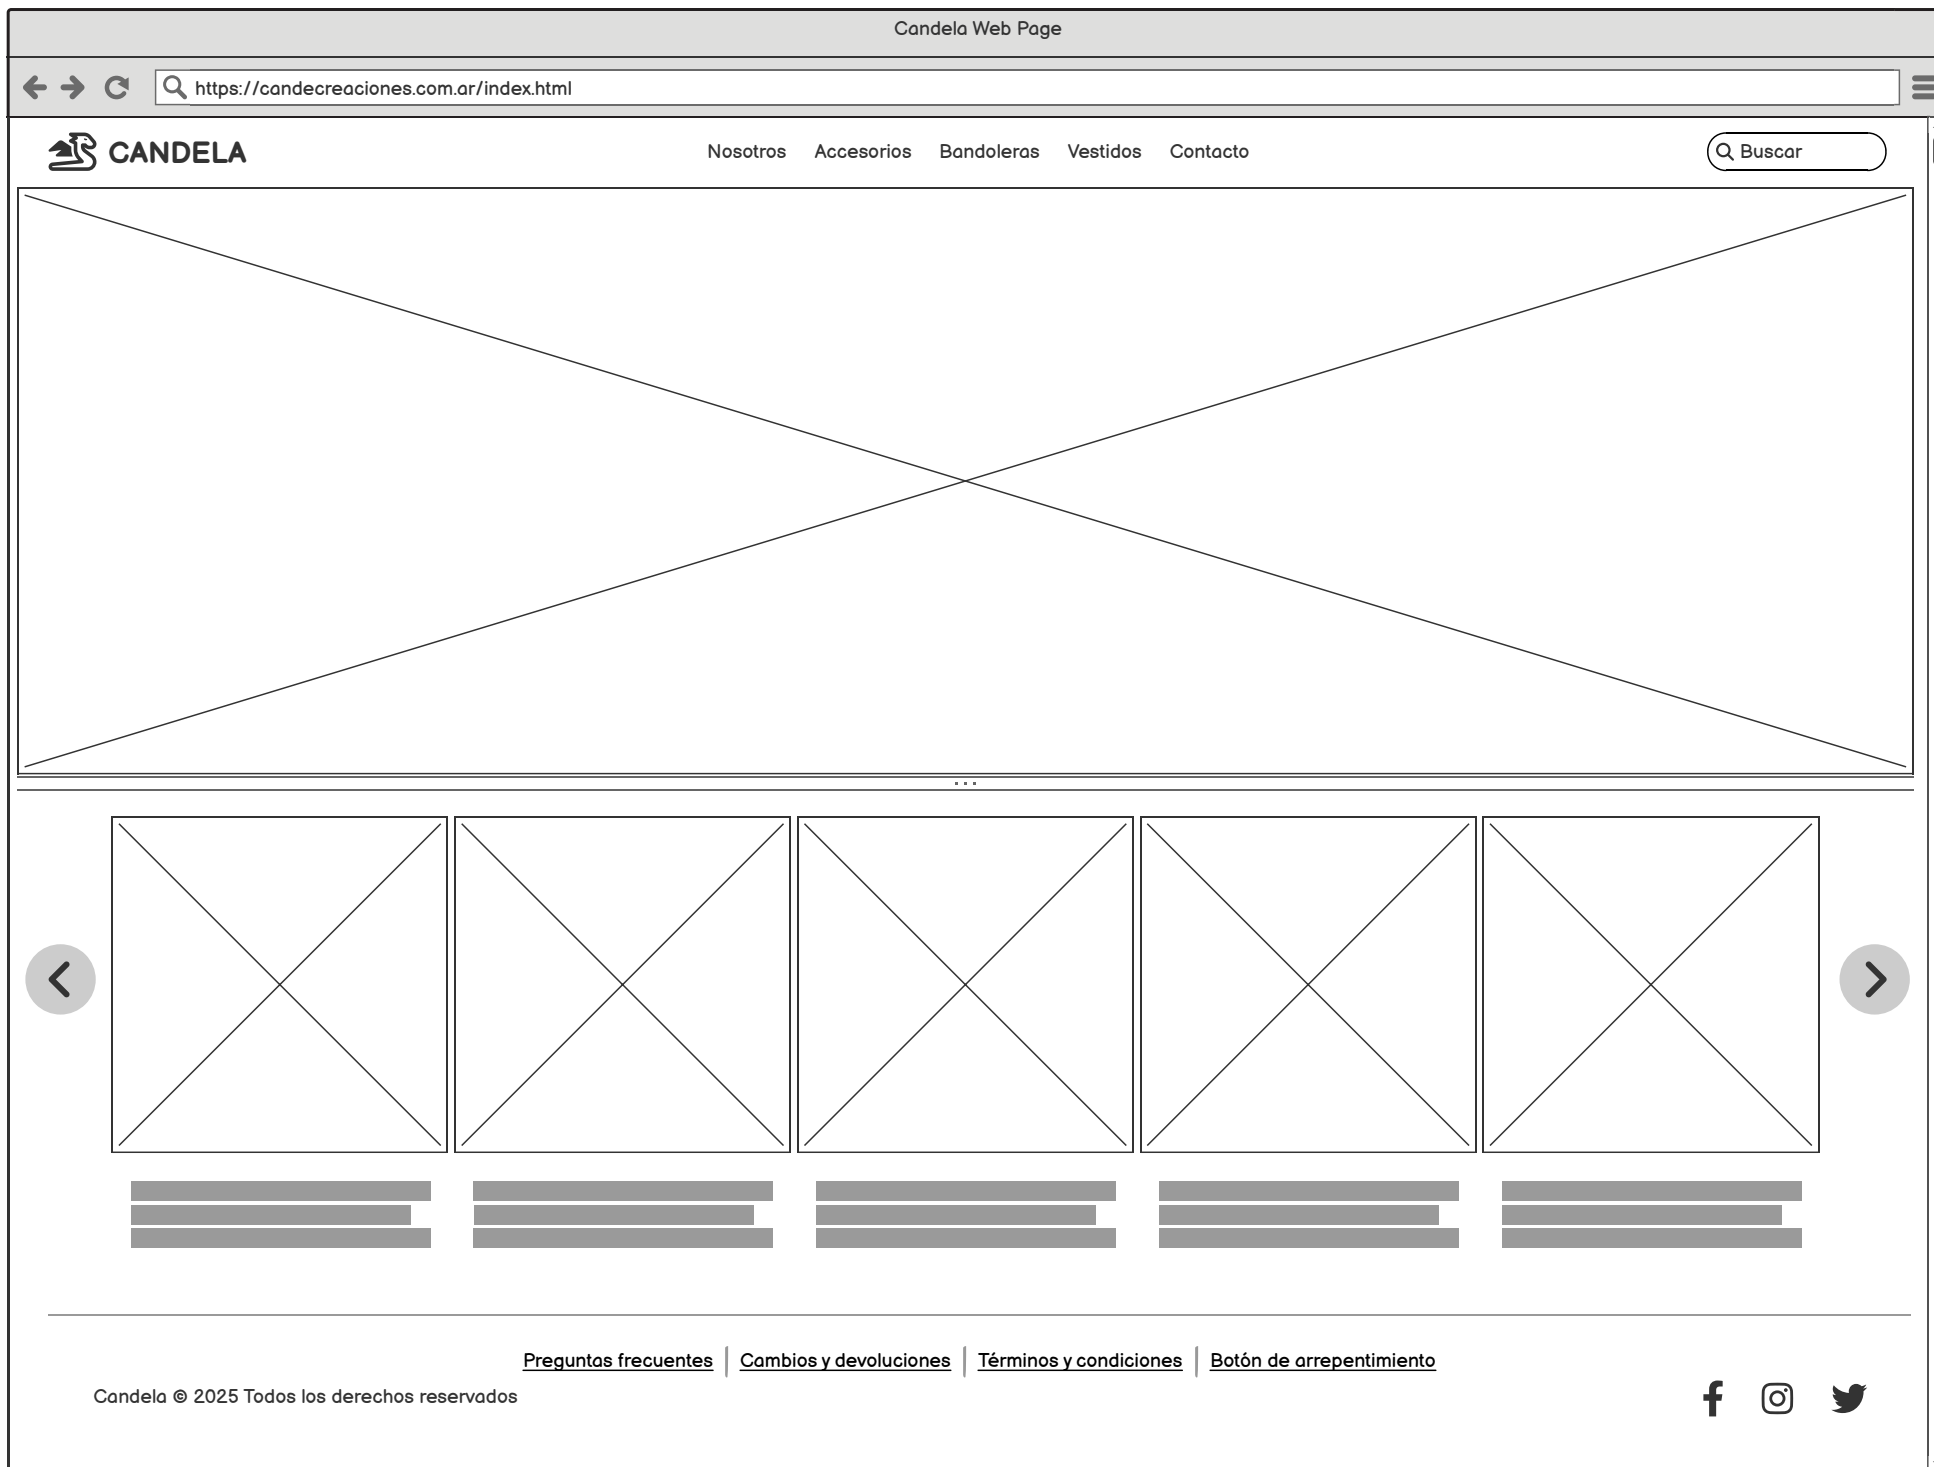 Candela Web Page
https://candecreaciones.com.ar/index.html
CANDELA
Nosotros Accesorios Bandoleras Vestidos Contacto
Buscar
Preguntas frecuentes Cambios y devoluciones Términos y condiciones Botón de arrepentimiento
Candela © 2025 Todos los derechos reservados